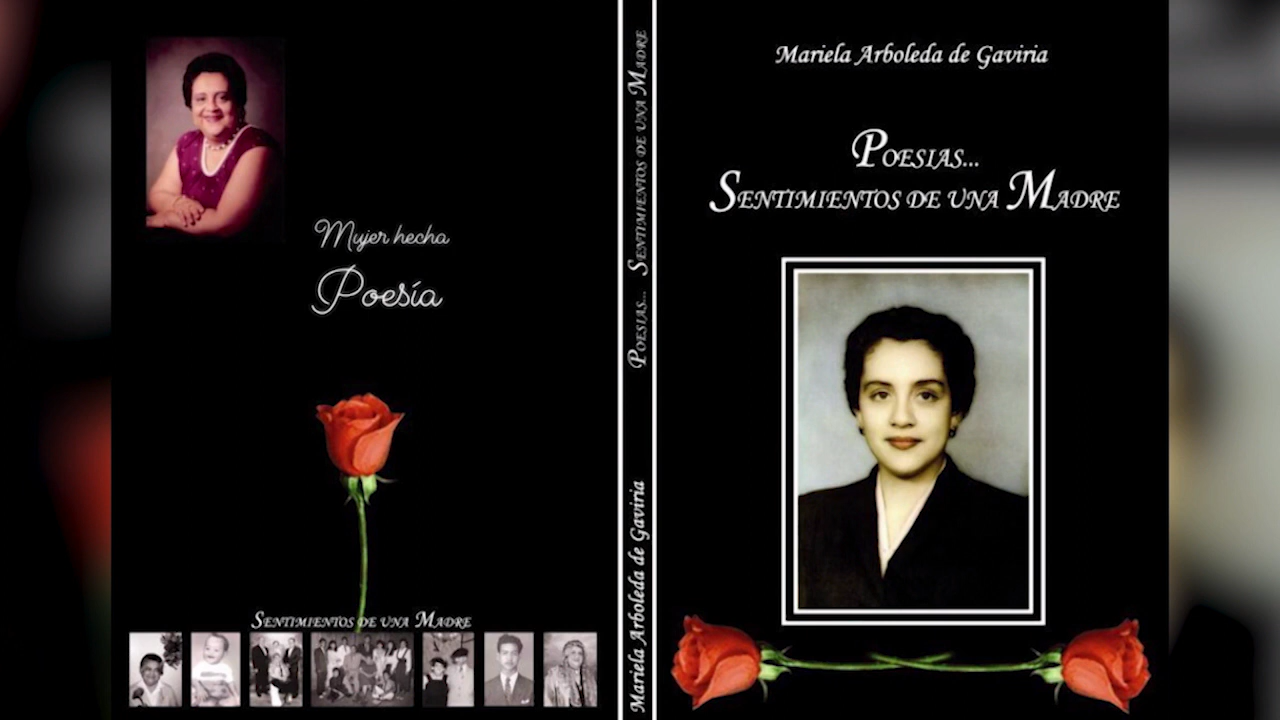 Mujer hecha
Poesía
SENTIMIENTOS DE UNA MADRE
POESIAS... SENTIMIENTOS DE UNA MADRE
Mariela Arboleda de Gaviria
Mariela Arboleda de Gaviria
POESIAS...
SENTIMIENTOS DE UNA MADRE